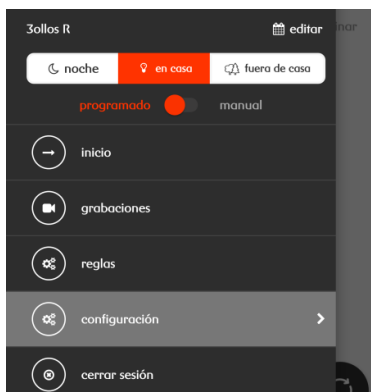 3ollos R editar
noche en casa fuera de casa
programado manual
inicio
grabaciones
reglas
configuración
cerrar sesión